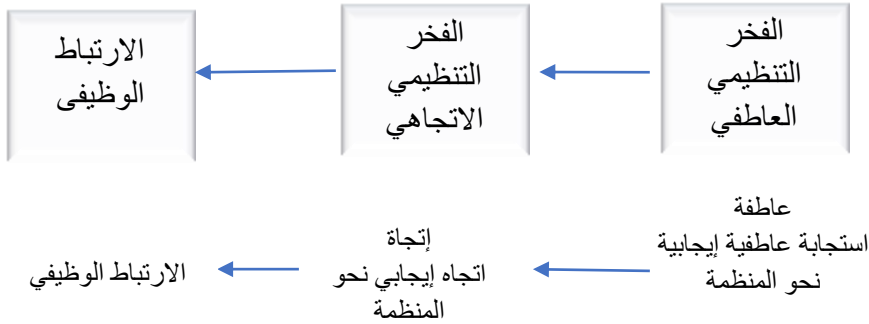 الفخر
التنظيمي
العاطفي
الفخر
التنظيمي
الاتجاهي
الارتباط
الوظيفى
عاطفة
استجابة عاطفية إيجابية
نحو المنظمة
إتجاة
اتجاه إيجابي نحو
المنظمة
الارتباط الوظيفي